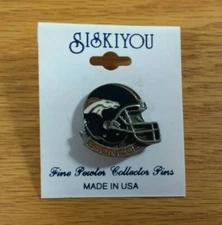 SISKIYOU
Fine Pewter Collector Pins
MADE IN USA